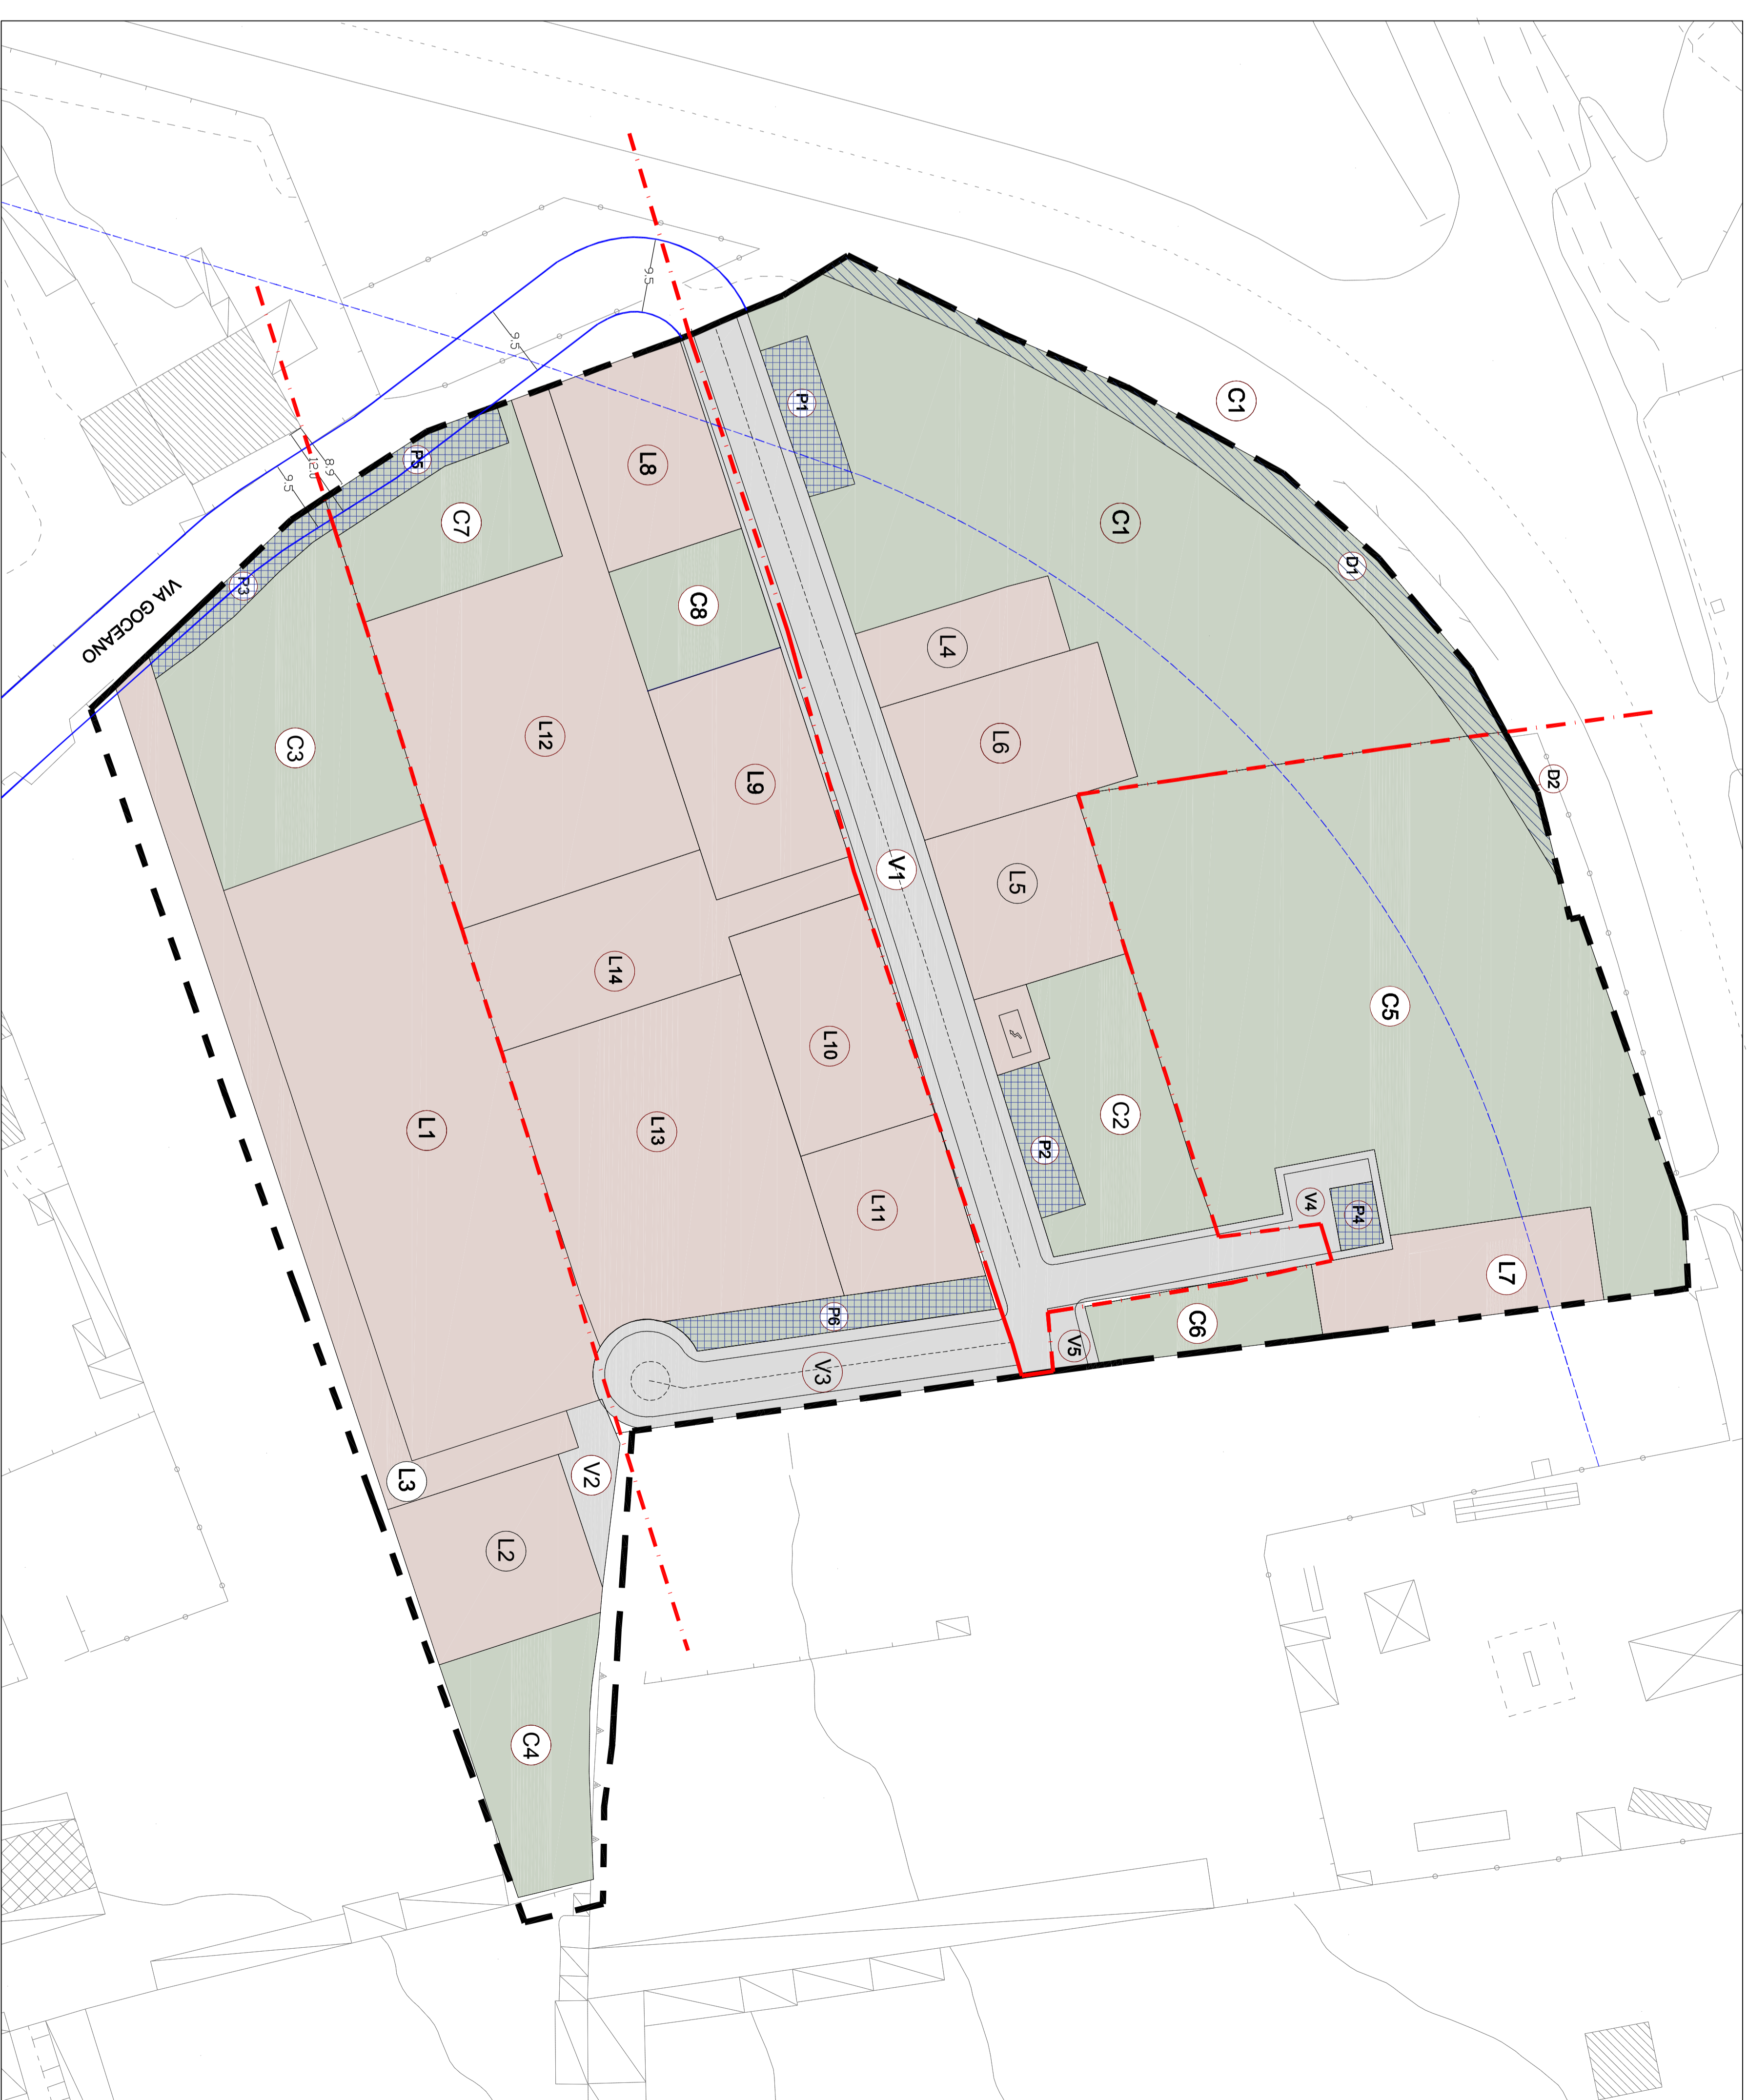 C1
C1
D1
D2
P1
9.5
9.5
P5
8.9
12.0
9.5
P3
VIA GOCEANO
L8
C7
C8
L4
L6
L12
L9
C3
V1
L5
C5
L14
L10
L1
L13
C2
P2
L11
V4
P4
L7
P6
C6
V5
V3
V2
L3
L2
C4